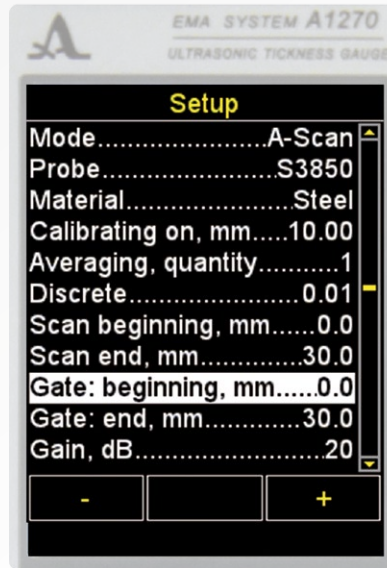 EMA SYSTEM A1270
ULTRASONIC TICKNESS GAUGE
Setup
Mode......................A-Scan
Probe........................S3850
Material......................Steel
Calibrating on, mm.....10.00
Averaging, quantity...........1
Discrete.......................0.01
Scan beginning, mm......0.0
Scan end, mm.............30.0
Gate: beginning, mm......0.0
Gate: end, mm.............30.0
Gain, dB.........................20
- +